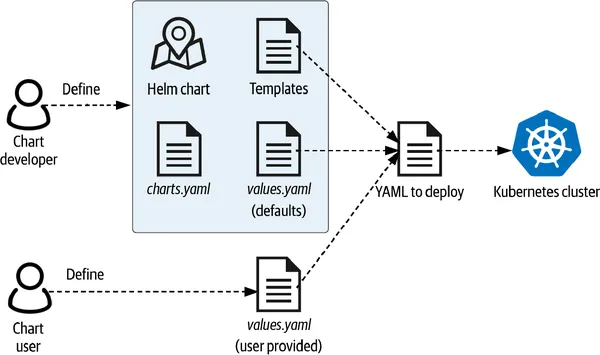 Define
Chart
developer
Helm chart
Templates
charts.yaml
values.yaml
(defaults)
YAML to deploy
Kubernetes cluster
Define
Chart
user
values.yaml
(user provided)